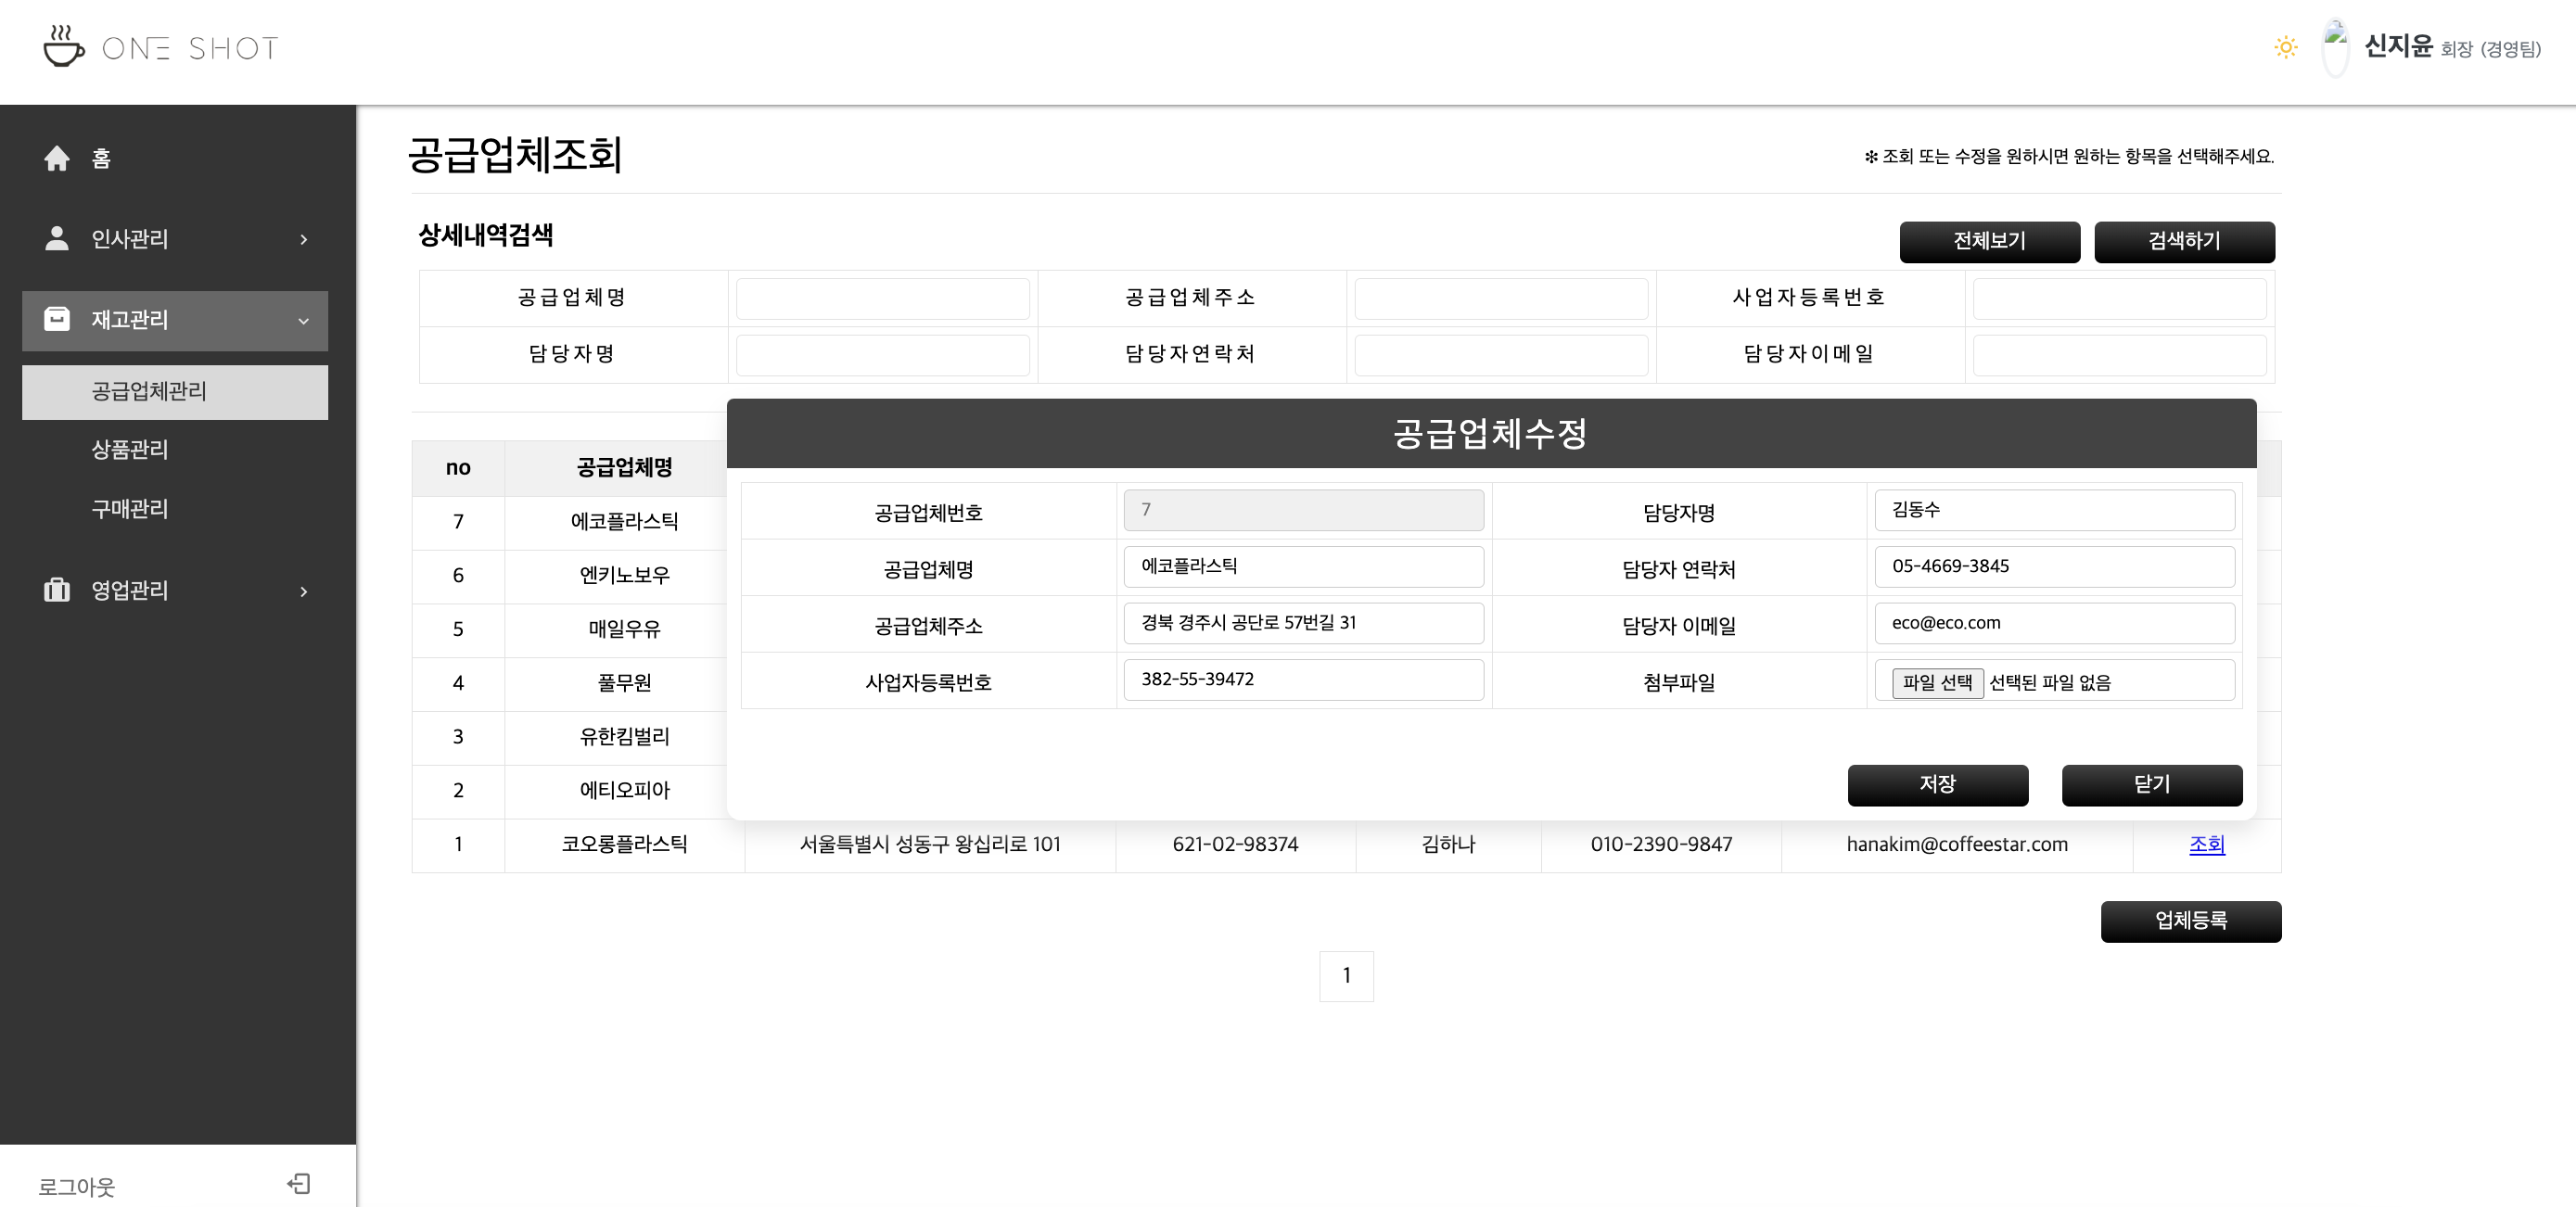 ONE SHOT
신지윤 회장 (경영팀)
홈
인사관리
재고관리
공급업체관리
상품관리
구매관리
영업관리
로그아웃
공급업체조회
❇ 조회 또는 수정을 원하시면 원하는 항목을 선택해주세요.
상세내역검색
전체보기 검색하기
공급업체명 공급업체주소 사업자등록번호
담당자명 담당자연락처 담당자이메일
no 공급업체명
7 에코플라스틱
6 엔키노보우
5 매일우유
4 풀무원
3 유한킴벌리
2 에티오피아
1 코오롱플라스틱 서울특별시 성동구 왕십리로 101 621-02-98374 김하나 010-2390-9847 hanakim@coffeestar.com 조회
공급업체수정
공급업체번호 7 담당자명 김동수
공급업체명 에코플라스틱 담당자 연락처 05-4669-3845
공급업체주소 경북 경주시 공단로 57번길 31 담당자 이메일 eco@eco.com
사업자등록번호 382-55-39472 첨부파일 파일 선택 선택된 파일 없음
저장 닫기
업체등록
1